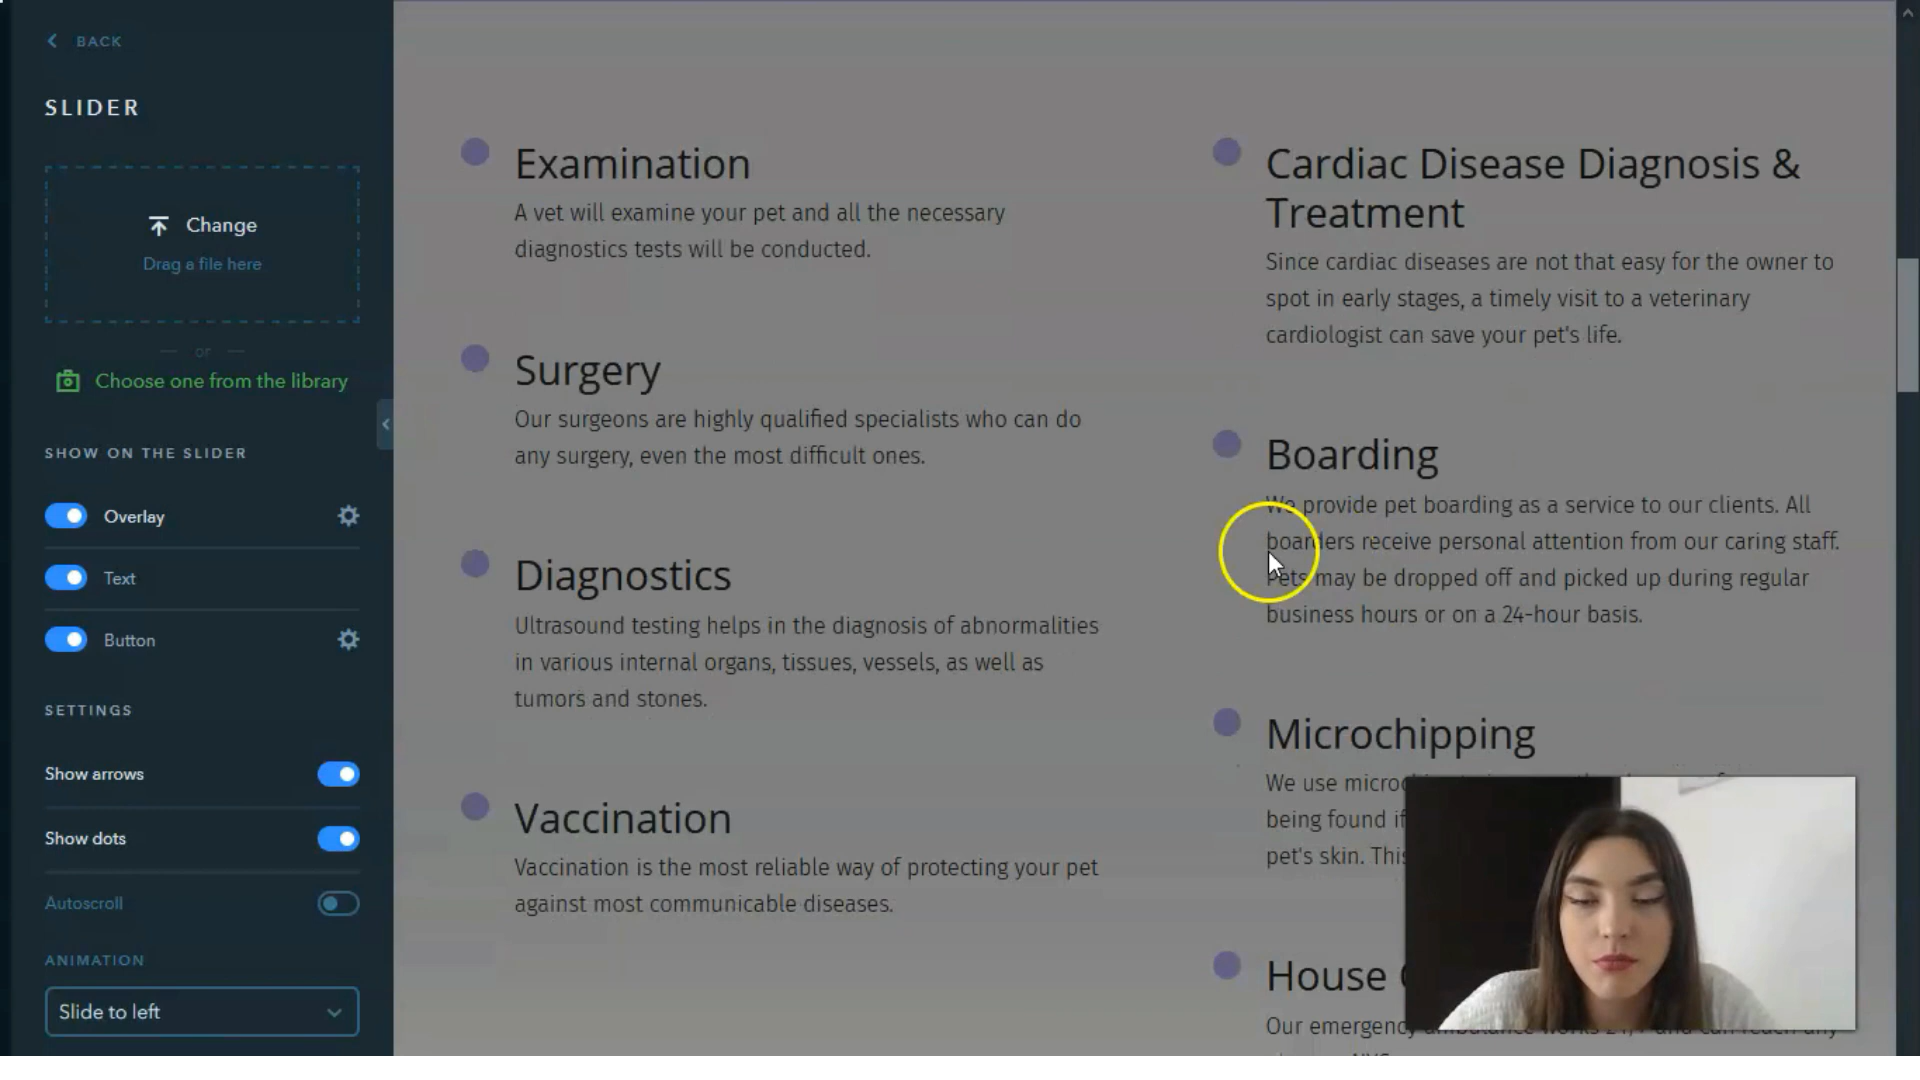 BACK
SLIDER
Change
Drag a file here
or
Choose one from the library
SHOW ON THE SLIDER
Overlay
Text
Button
SETTINGS
Show arrows
Show dots
Autoscroll
ANIMATION
Slide to left
Examination
A vet will examine your pet and all the necessary
diagnostics tests will be conducted.
Surgery
Our surgeons are highly qualified specialists who can do
any surgery, even the most difficult ones.
Diagnostics
Ultrasound testing helps in the diagnosis of abnormalities
in various internal organs, tissues, vessels, as well as
tumors and stones.
Vaccination
Vaccination is the most reliable way of protecting your pet
against most communicable diseases.
Cardiac Disease Diagnosis &
Treatment
Since cardiac diseases are not that easy for the owner to
spot in early stages, a timely visit to a veterinary
cardiologist can save your pet's life.
Boarding
We provide pet boarding as a service to our clients. All
boarders receive personal attention from our caring staff.
Pets may be dropped off and picked up during regular
business hours or on a 24-hour basis.
Microchipping
We use
being found
pet's skin. This
House
Our emergency